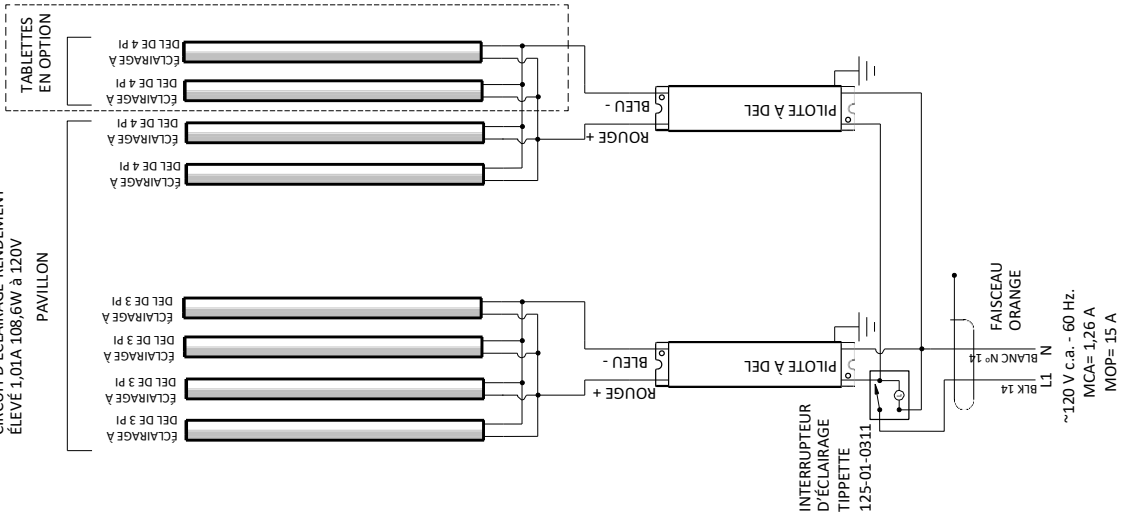 CIRCUIT D'ÉCLAIRAGE RENDEMENT
ÉLEVÉ 1,01A 108,6W à 120V
PAVILLON
TABLETTES
EN OPTION
ÉCLAIRAGE À
DEL DE 3 PI
ÉCLAIRAGE À
DEL DE 3 PI
ÉCLAIRAGE À
DEL DE 3 PI
ÉCLAIRAGE À
DEL DE 3 PI
ÉCLAIRAGE À
DEL DE 4 PI
ÉCLAIRAGE À
DEL DE 4 PI
ÉCLAIRAGE À
DEL DE 4 PI
ÉCLAIRAGE À
DEL DE 4 PI
ROUGE +
BLEU -
ROUGE +
BLEU -
PILOTE À DEL
PILOTE À DEL
INTERRUPTEUR
D'ÉCLAIRAGE
TIPPETTE
125-01-0311
BLK 14
BLANC Nº 14
L1
N
FAISCEAU
ORANGE
~120 V c.a. - 60 Hz.
MCA= 1,26 A
MOP= 15 A